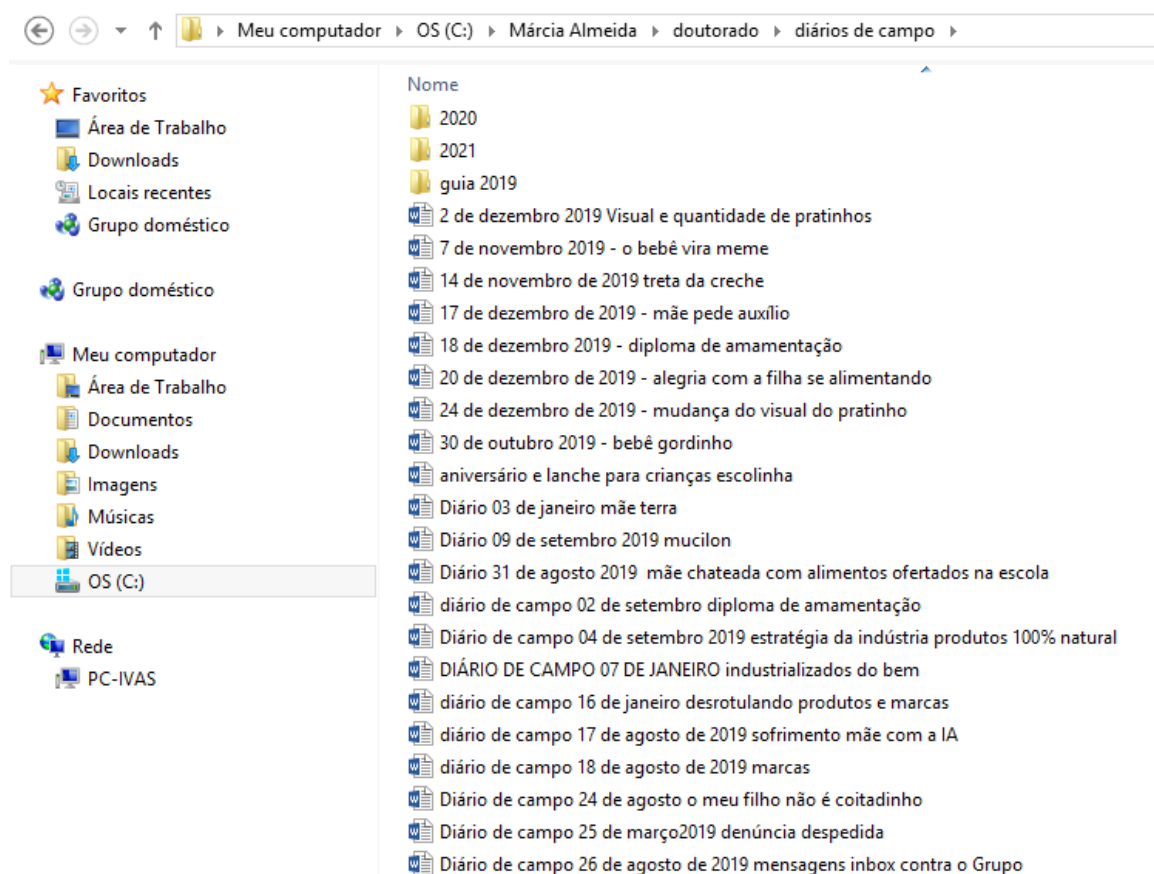 Meu computador OS (C:) Márcia Almeida doutorado diários de campo
Favoritos
Área de Trabalho
Downloads
Locais recentes
Grupo doméstico
Grupo doméstico
Meu computador
Área de Trabalho
Documentos
Downloads
Imagens
Músicas
Vídeos
OS (C:)
Rede
PC-IVAS
Nome
2020
2021
guia 2019
2 de dezembro 2019 Visual e quantidade de pratinhos
7 de novembro 2019 - o bebê vira meme
14 de novembro de 2019 treta da creche
17 de dezembro de 2019 - mãe pede auxílio
18 de dezembro 2019 - diploma de amamentação
20 de dezembro de 2019 - alegria com a filha se alimentando
24 de dezembro de 2019 - mudança do visual do pratinho
30 de outubro 2019 - bebê gordinho
aniversário e lanche para crianças escolinha
Diário 03 de janeiro mãe terra
Diário 09 de setembro 2019 mucilon
Diário 31 de agosto 2019  mãe chateada com alimentos ofertados na escola
diário de campo 02 de setembro diploma de amamentação
Diário de campo 04 de setembro 2019 estratégia da indústria produtos 100% natural
DIÁRIO DE CAMPO 07 DE JANEIRO industrializados do bem
diário de campo 16 de janeiro desrotulando produtos e marcas
diário de campo 17 de agosto de 2019 sofrimento mãe com a IA
diário de campo 18 de agosto de 2019 marcas
Diário de campo 24 de agosto o meu filho não é coitadinho
Diário de campo 25 de março2019 denúncia despedida
Diário de campo 26 de agosto de 2019 mensagens inbox contra o Grupo